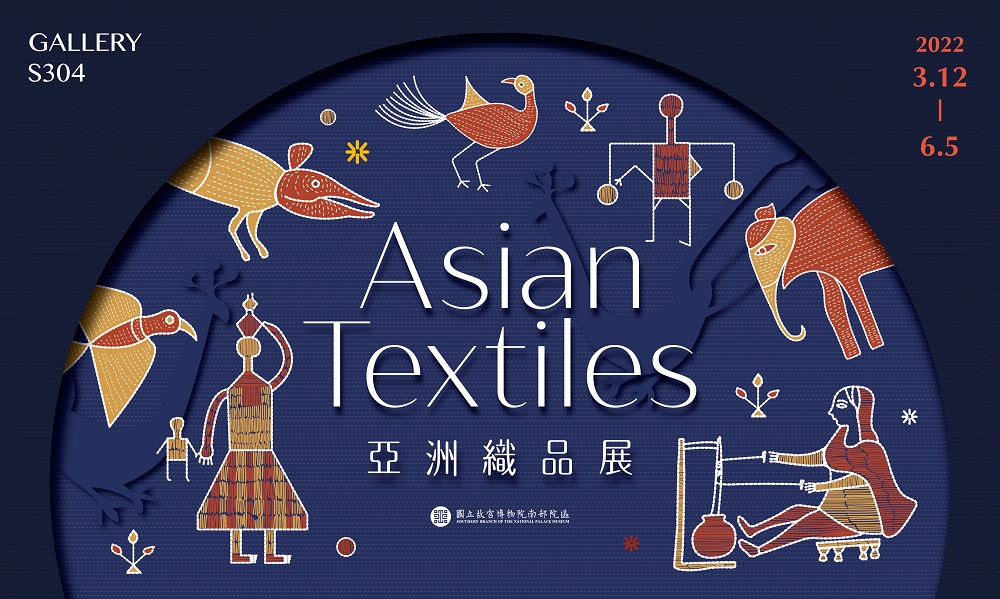 GALLERY
S304
2022
3.12
|
6.5
Asian
Textiles
亞洲織品展
國立故宮博物院南部院區
SOUTHERN BRANCH OF THE NATIONAL PALACE MUSEUM